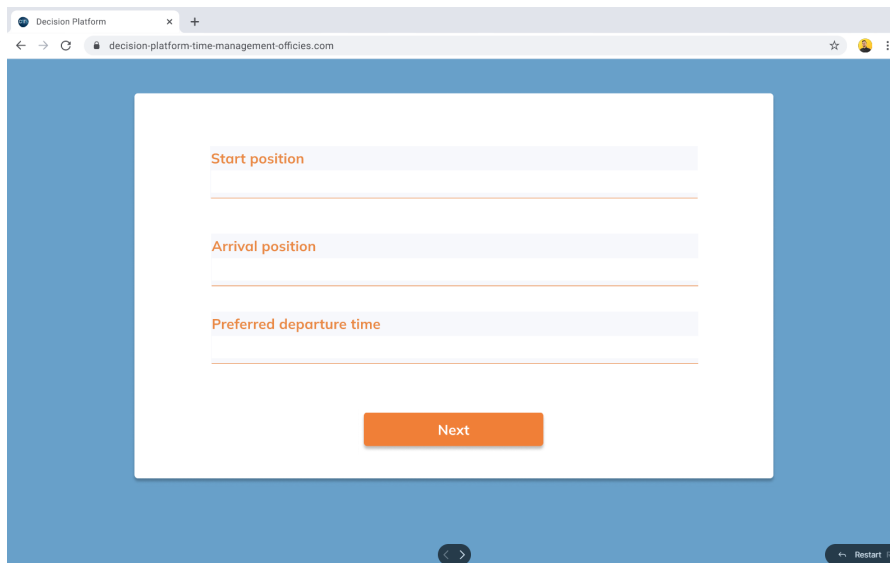 Decision Platform
decision-platform-time-management-officies.com
Start position
Arrival position
Preferred departure time
Next
Restart